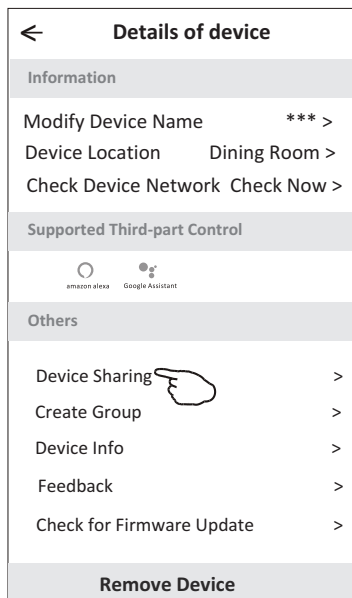 ← Details of device
Information
Modify Device Name *** >
Device Location Dining Room >
Check Device Network Check Now >
Supported Third-part Control
amazon alexa Google Assistant
Others
Device Sharing >
Create Group >
Device Info >
Feedback >
Check for Firmware Update >
Remove Device